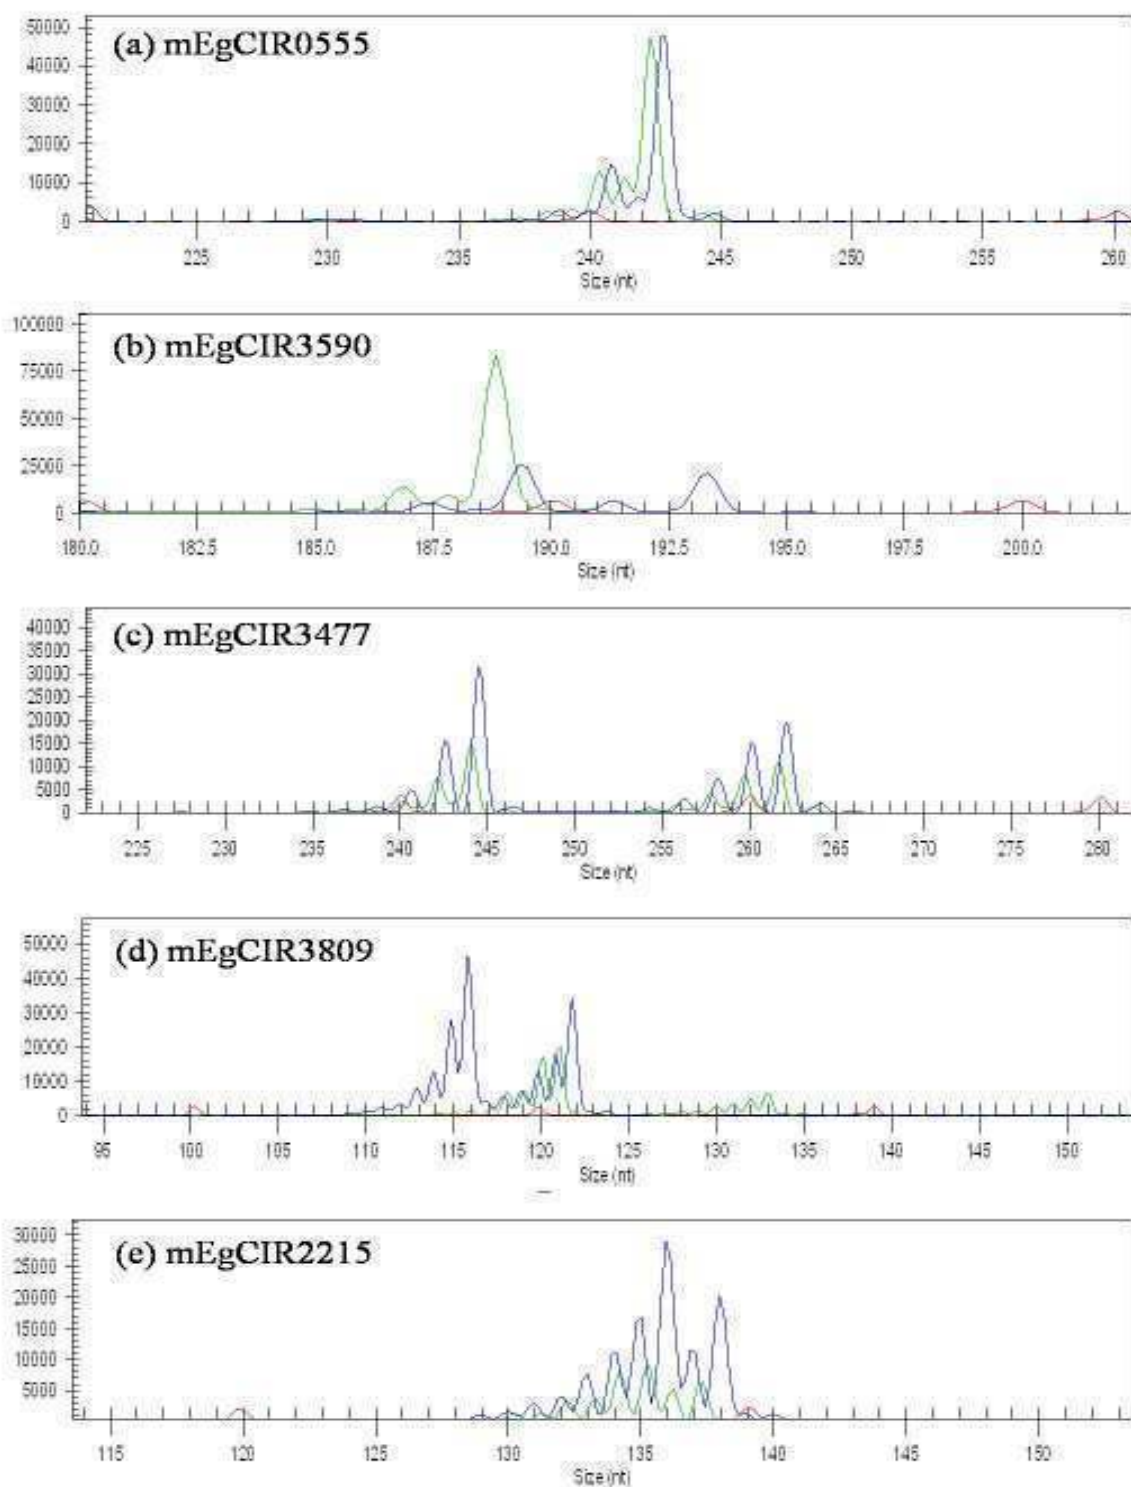 50000
40000
30000
20000
10000
0
(a) mEgCIR0555
225 230 235 240 245 250 255 260
Size (nt)
100000
75000
50000
25000
0
(b) mEgCIR3590
180.0 182.5 185.0 187.5 190.0 192.5 195.0 197.5 200.0
Size (nt)
40000
35000
30000
25000
20000
15000
10000
5000
0
(c) mEgCIR3477
225 230 235 240 245 250 255 260 265 270 275 280
Size (nt)
50000
40000
30000
20000
10000
0
(d) mEgCIR3809
95 100 105 110 115 120 125 130 135 140 145 150
Size (nt)
30000
25000
20000
15000
10000
5000
(e) mEgCIR2215
115 120 125 130 135 140 145 150
Size (nt)